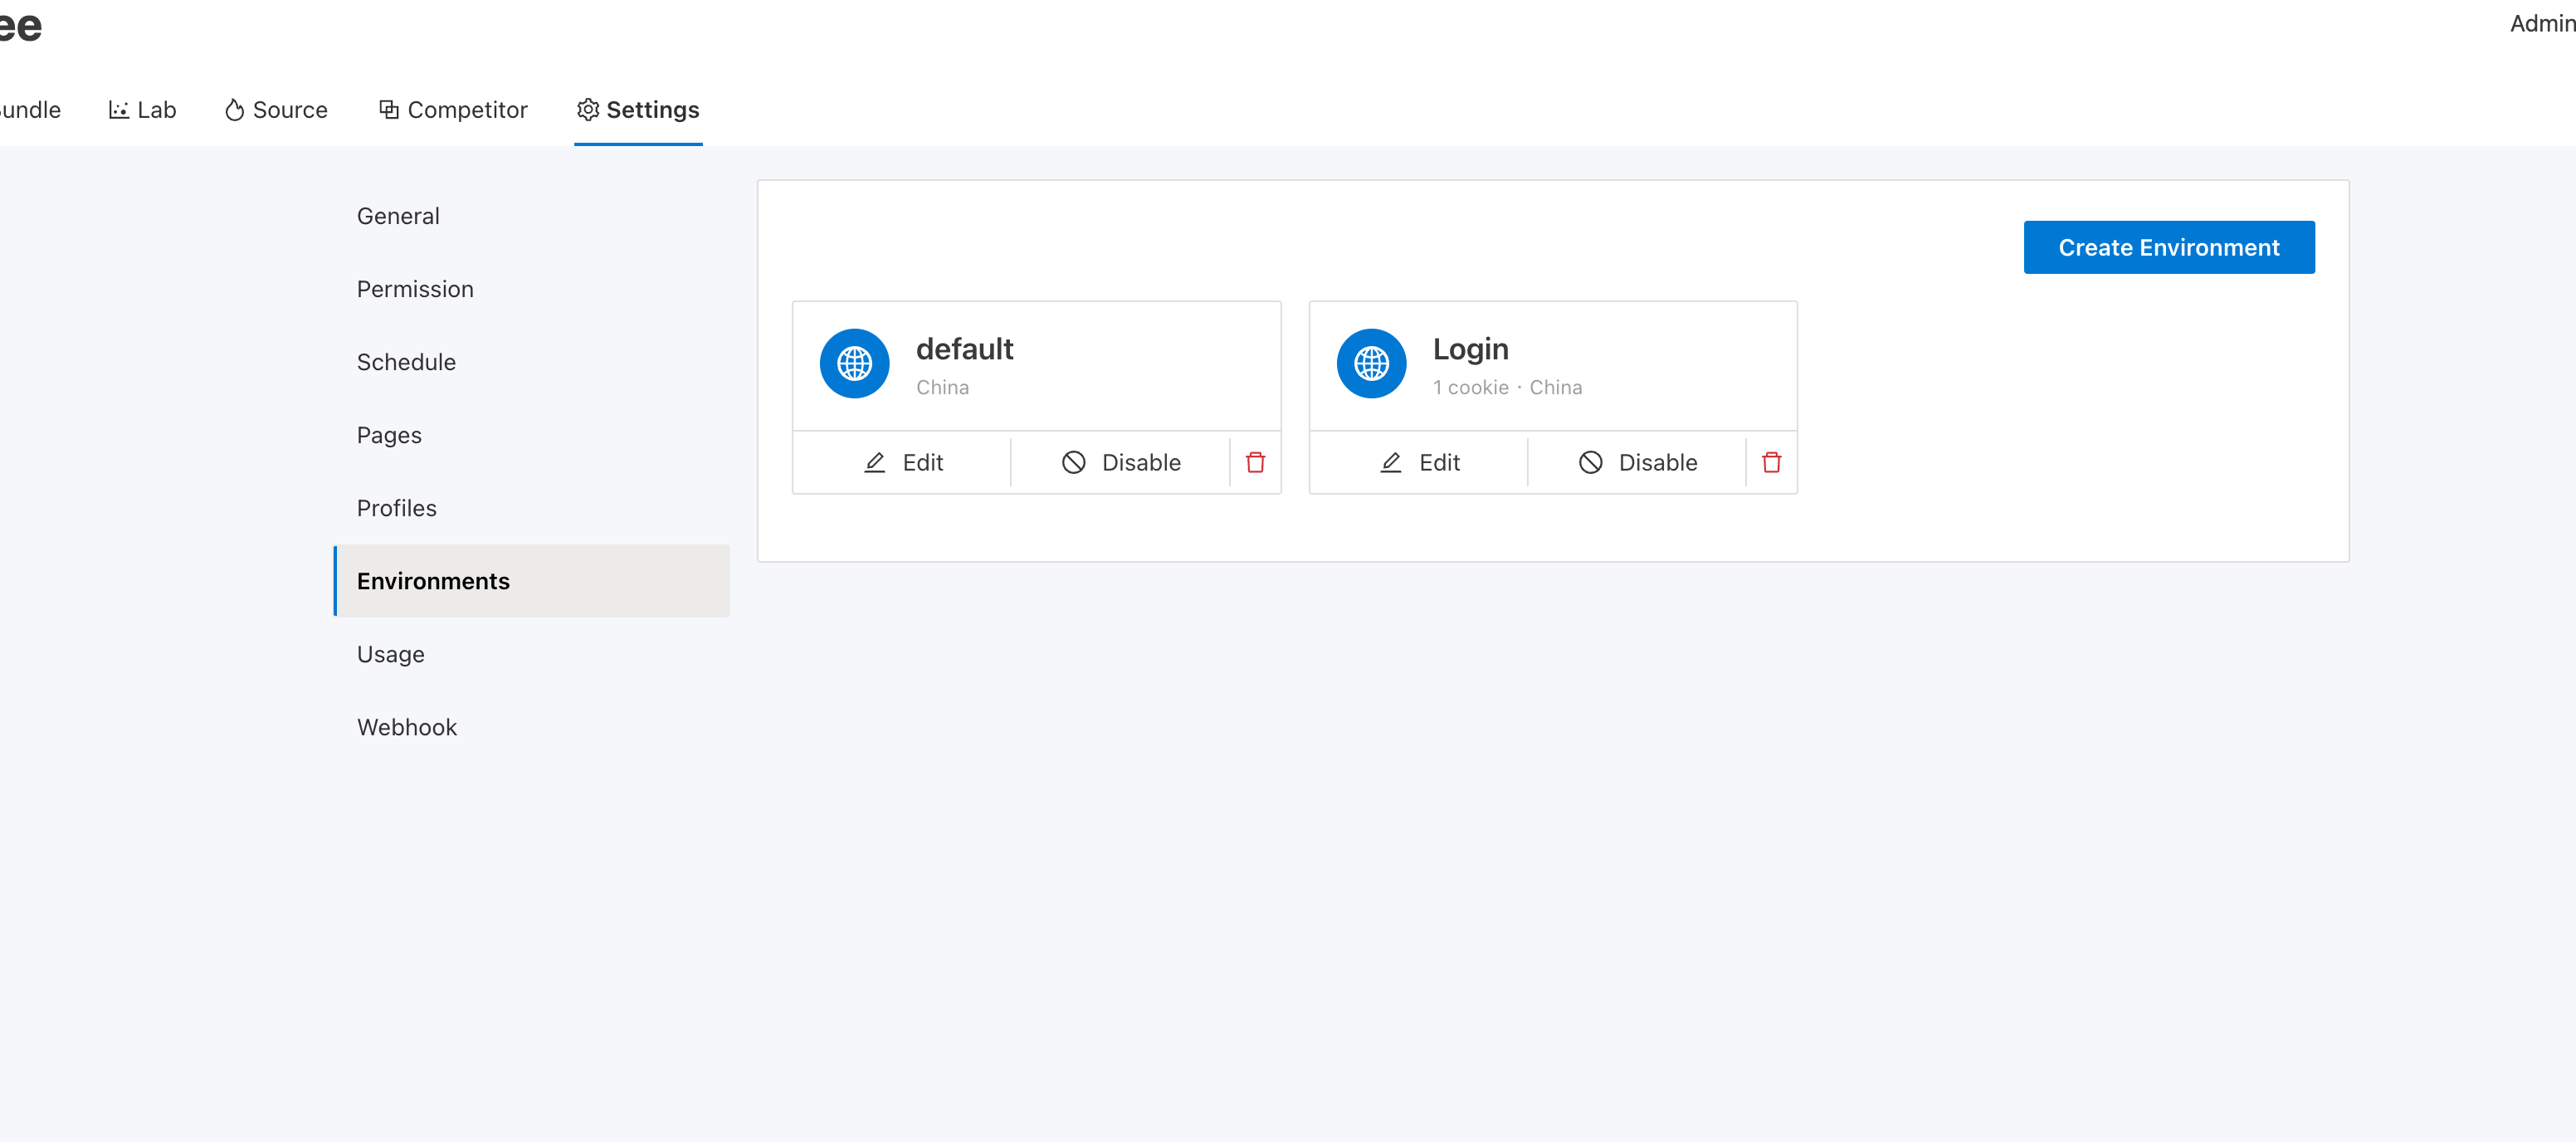 ee
Admin
undle
Lab
Source
Competitor
Settings
General
Permission
Schedule
Pages
Profiles
Environments
Usage
Webhook
Create Environment
default
China
Edit
Disable
Login
1 cookie · China
Edit
Disable